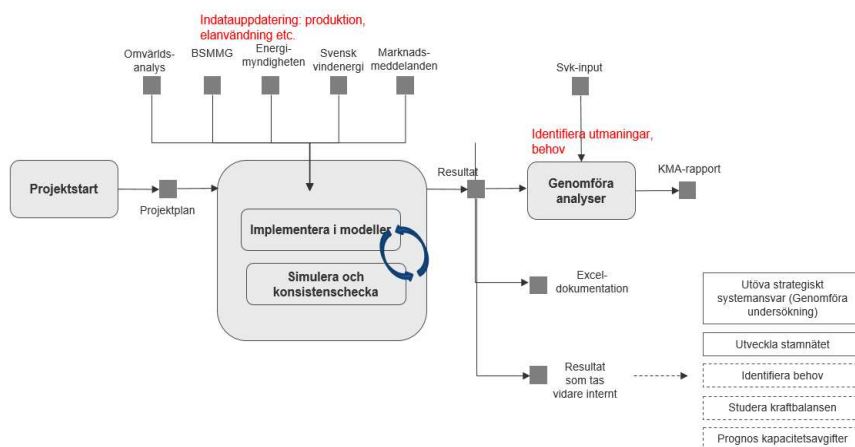 Indatauppdatering: produktion,
elanvändning etc.
Omvärlds-
analys
BSMMG
Energi-
myndigheten
Svensk
vindenergi
Marknads-
meddelanden
Svk-input
Identifiera utmaningar,
behov
Projektstart
Projektplan
Implementera i modeller
Simulera och
konsistenschecka
Resultat
Genomföra
analyser
KMA-rapport
Excel-
dokumentation
Resultat
som tas
vidare internt
Utöva strategiskt
systemansvar (Genomföra
undersökning)
Utveckla stamnätet
Identifiera behov
Studera kraftbalansen
Prognos kapacitetsavgifter